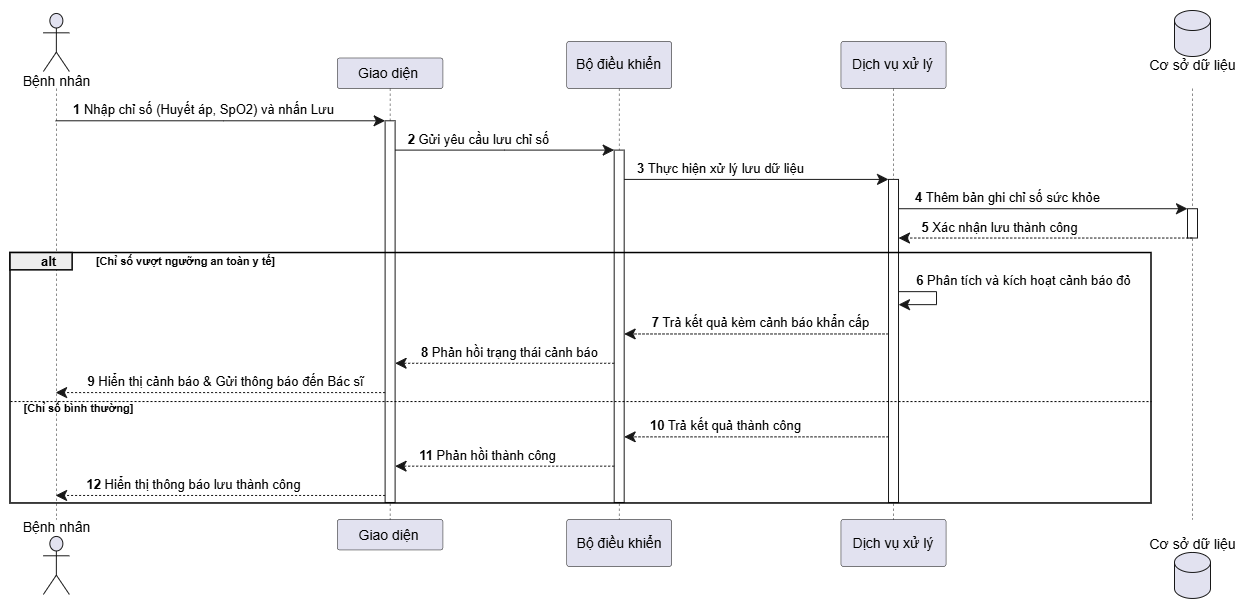 Bệnh nhân
Giao diện
Bộ điều khiển
Dịch vụ xử lý
Cơ sở dữ liệu
1 Nhập chỉ số (Huyết áp, SpO2) và nhấn Lưu
2 Gửi yêu cầu lưu chỉ số
3 Thực hiện xử lý lưu dữ liệu
4 Thêm bản ghi chỉ số sức khỏe
5 Xác nhận lưu thành công
alt [Chỉ số vượt ngưỡng an toàn y tế]
6 Phân tích và kích hoạt cảnh báo đỏ
7 Trả kết quả kèm cảnh báo khẩn cấp
8 Phản hồi trạng thái cảnh báo
9 Hiển thị cảnh báo & Gửi thông báo đến Bác sĩ
[Chỉ số bình thường]
10 Trả kết quả thành công
11 Phản hồi thành công
12 Hiển thị thông báo lưu thành công
Bệnh nhân
Giao diện
Bộ điều khiển
Dịch vụ xử lý
Cơ sở dữ liệu